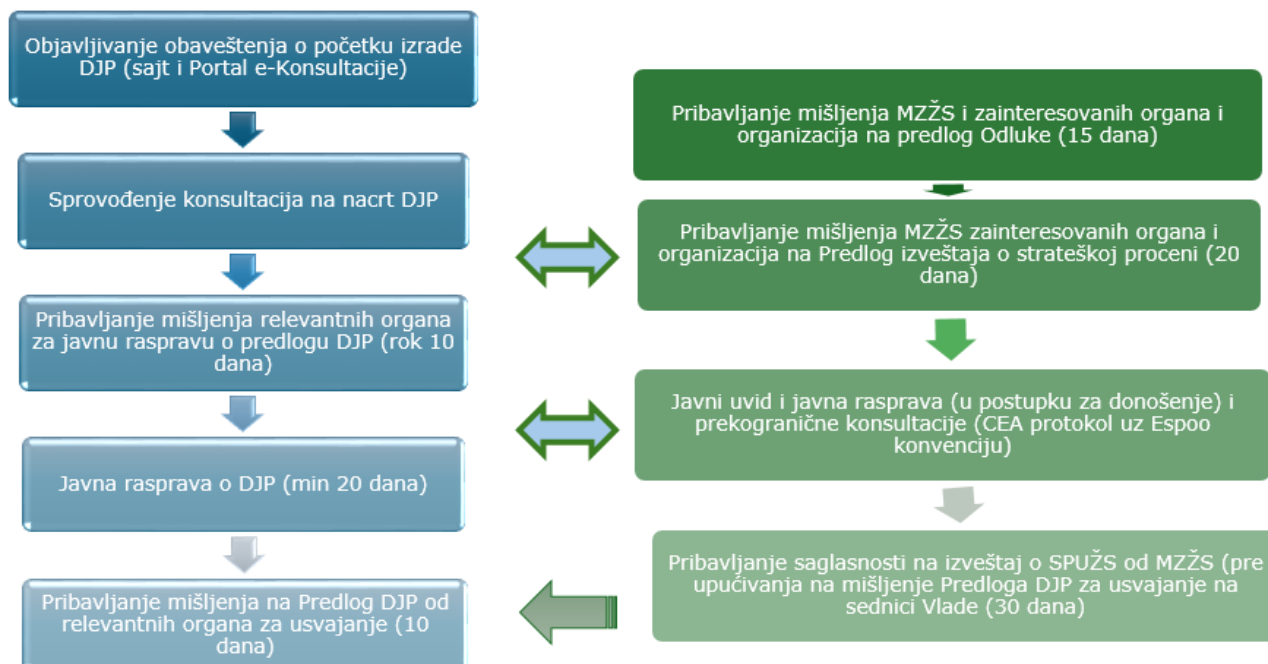 Objavljivanje obaveštenja o početku izrade
DJP (sajt i Portal e-Konsultacije)
Sprovođenje konsultacija na nacrt DJP
Pribavljanje mišljenja relevantnih organa
za javnu raspravu o predlogu DJP (rok 10
dana)
Javna rasprava o DJP (min 20 dana)
Pribavljanje mišljenja na Predlog DJP od
relevantnih organa za usvajanje (10
dana)
Pribavljanje mišljenja MZŽS i zainteresovanih organa i
organizacija na predlog Odluke (15 dana)
Pribavljanje mišljenja MZŽS zainteresovanih organa i
organizacija na Predlog izveštaja o strateškoj proceni (20
dana)
Javni uvid i javna rasprava (u postupku za donošenje) i
prekogranične konsultacije (CEA protokol uz Espoo
konvenciju)
Pribavljanje saglasnosti na izveštaj o SPUŽS od MZŽS (pre
upućivanja na mišljenje Predloga DJP za usvajanje na
sednici Vlade (30 dana)